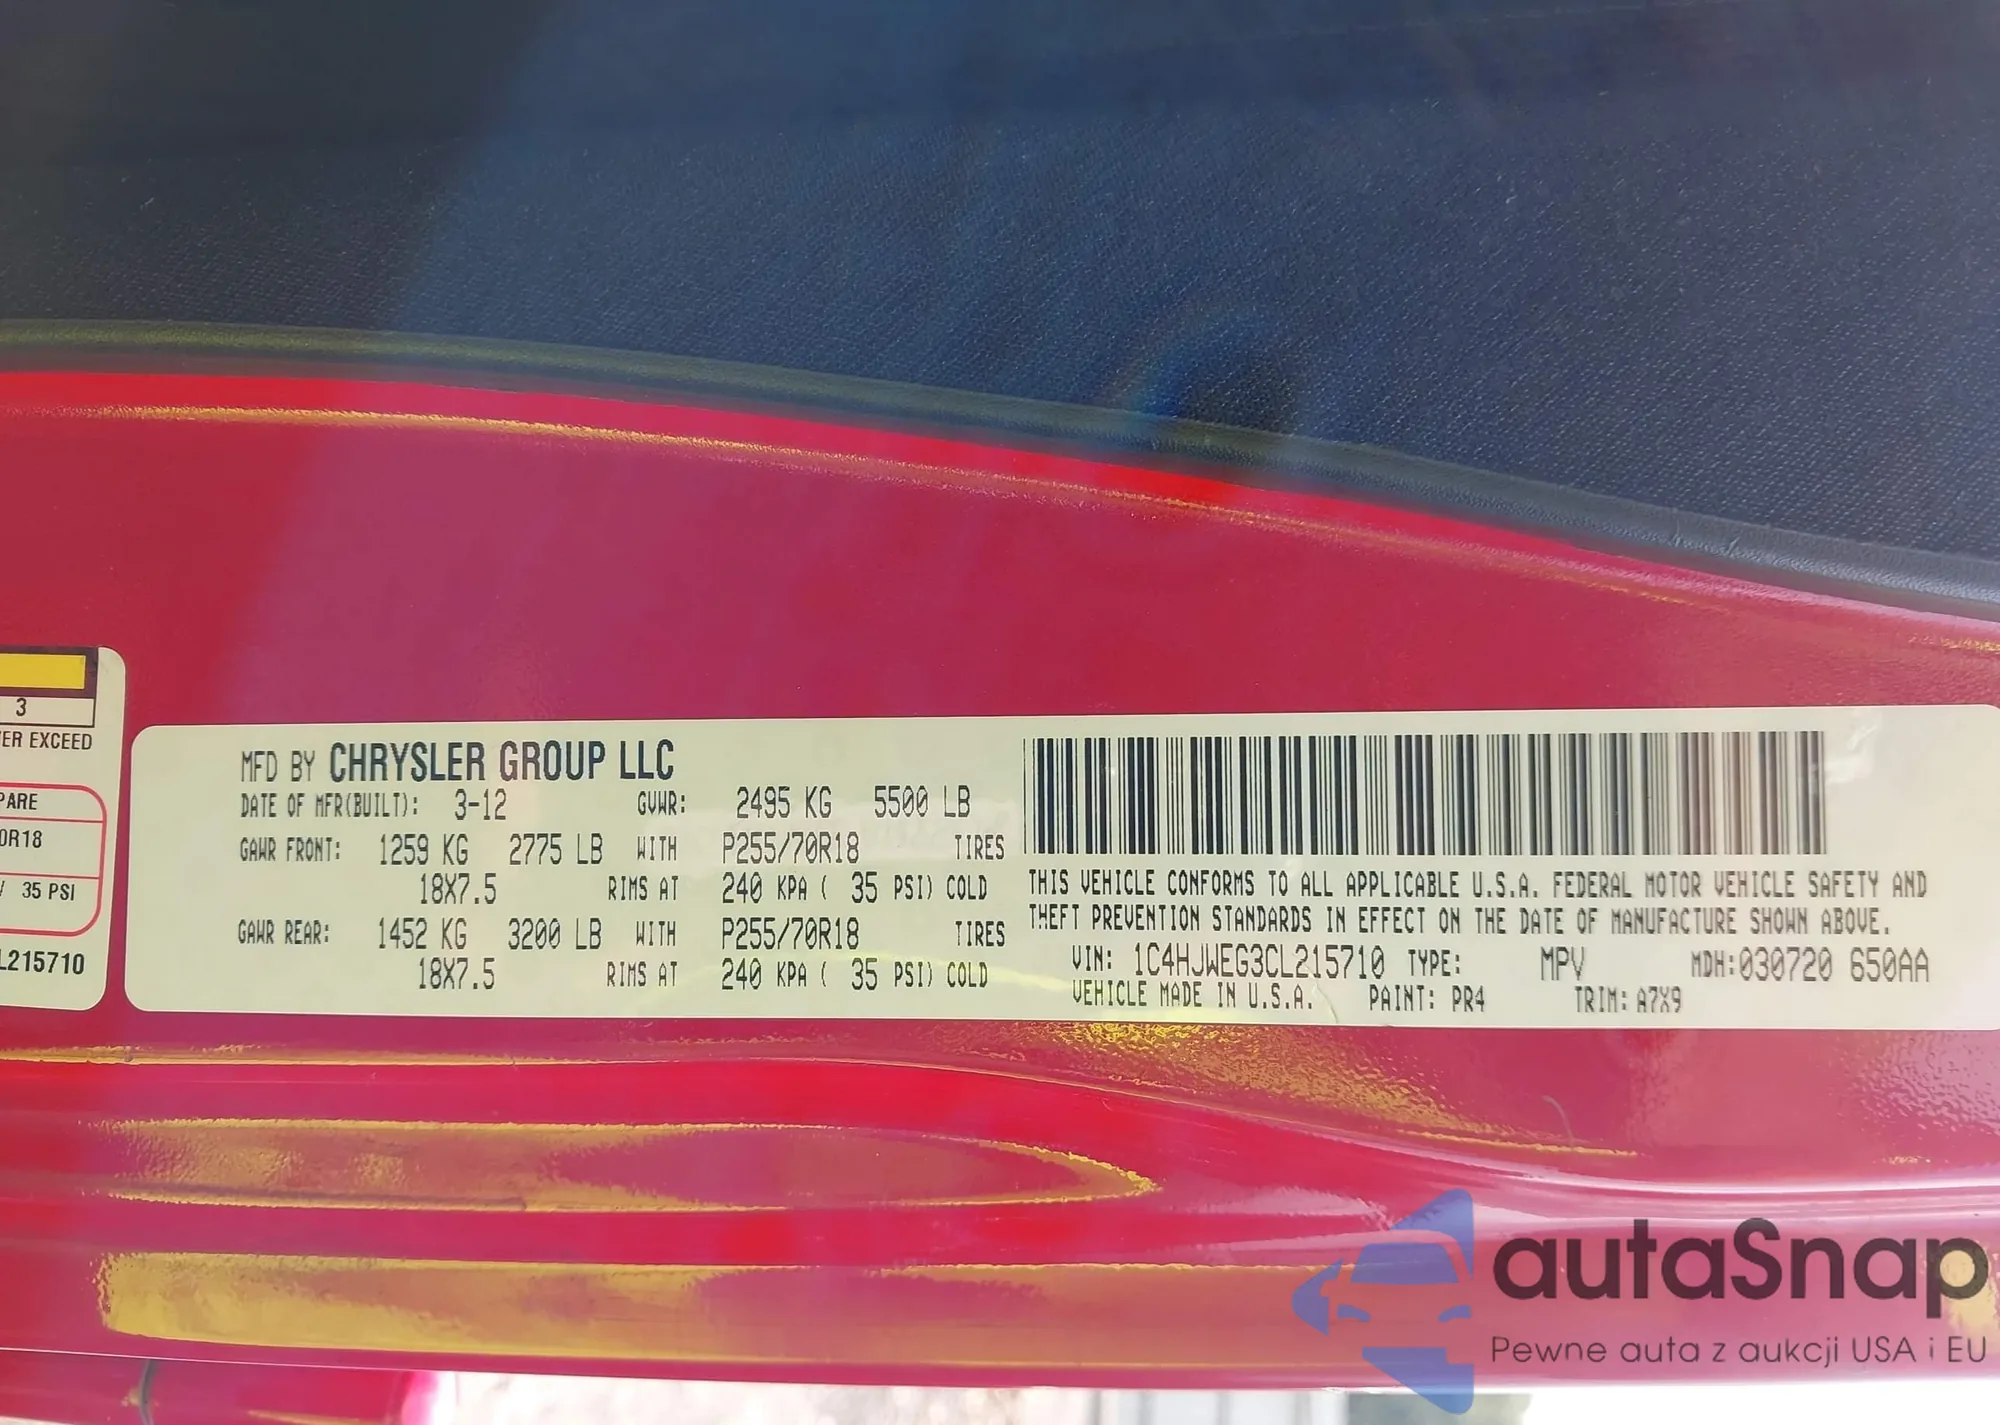 3
ER EXCEED
PARE
0R18
35 PSI
L215710
MFD BY CHRYSLER GROUP LLC
DATE OF MFR(BUILT): 3-12 GVWR: 2495 KG 5500 LB
GAWR FRONT: 1259 KG 2775 LB WITH P255/70R18 TIRES
18X7.5 RIMS AT 240 KPA ( 35 PSI) COLD
GAWR REAR: 1452 KG 3200 LB WITH P255/70R18 TIRES
18X7.5 RIMS AT 240 KPA ( 35 PSI) COLD
THIS VEHICLE CONFORMS TO ALL APPLICABLE U.S.A. FEDERAL MOTOR VEHICLE SAFETY AND
THEFT PREVENTION STANDARDS IN EFFECT ON THE DATE OF MANUFACTURE SHOWN ABOVE.
VIN: 1C4HJWEG3CL215710 TYPE: MPV MDH:030720 650AA
VEHICLE MADE IN U.S.A. PAINT: PR4 TRIM: A7X9
autaSnap
Pewne auta z aukcji USA i EU